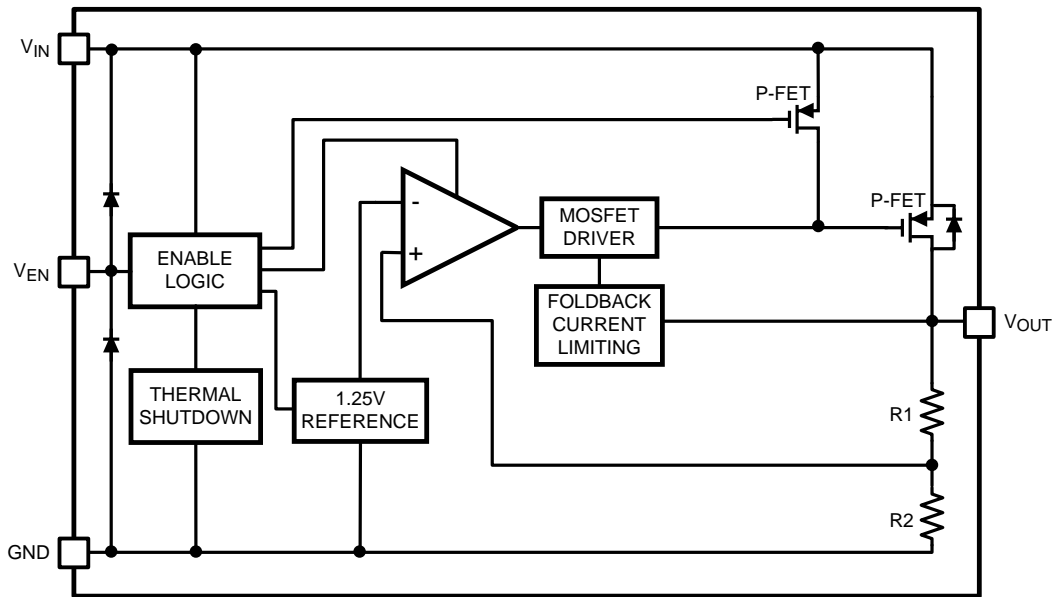 VIN
P-FET
P-FET
-
+
MOSFET
DRIVER
VEN
ENABLE
LOGIC
FOLDBACK
CURRENT
LIMITING
VOUT
THERMAL
SHUTDOWN
1.25V
REFERENCE
R1
R2
GND